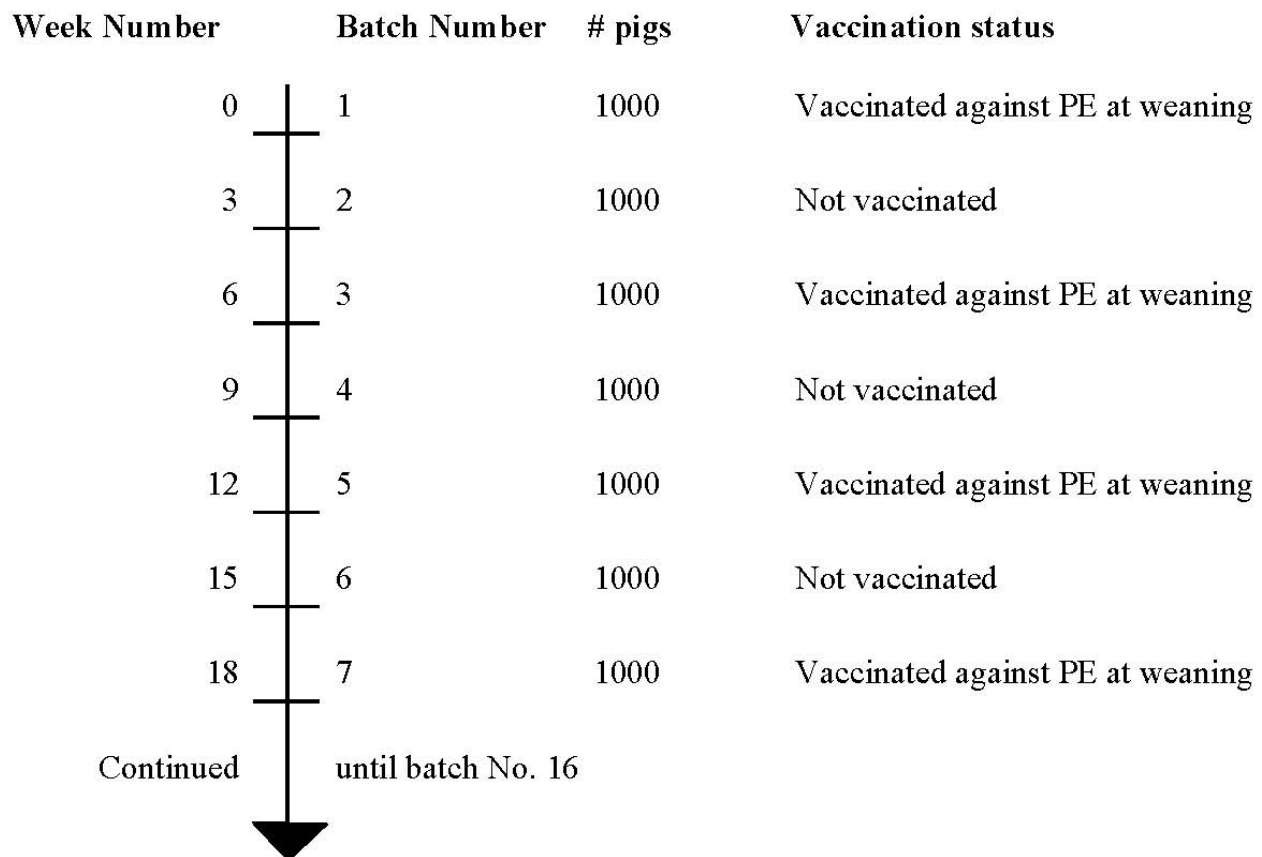 Week Number Batch Number # pigs Vaccination status
0 1 1000 Vaccinated against PE at weaning
3 2 1000 Not vaccinated
6 3 1000 Vaccinated against PE at weaning
9 4 1000 Not vaccinated
12 5 1000 Vaccinated against PE at weaning
15 6 1000 Not vaccinated
18 7 1000 Vaccinated against PE at weaning
Continued until batch No. 16